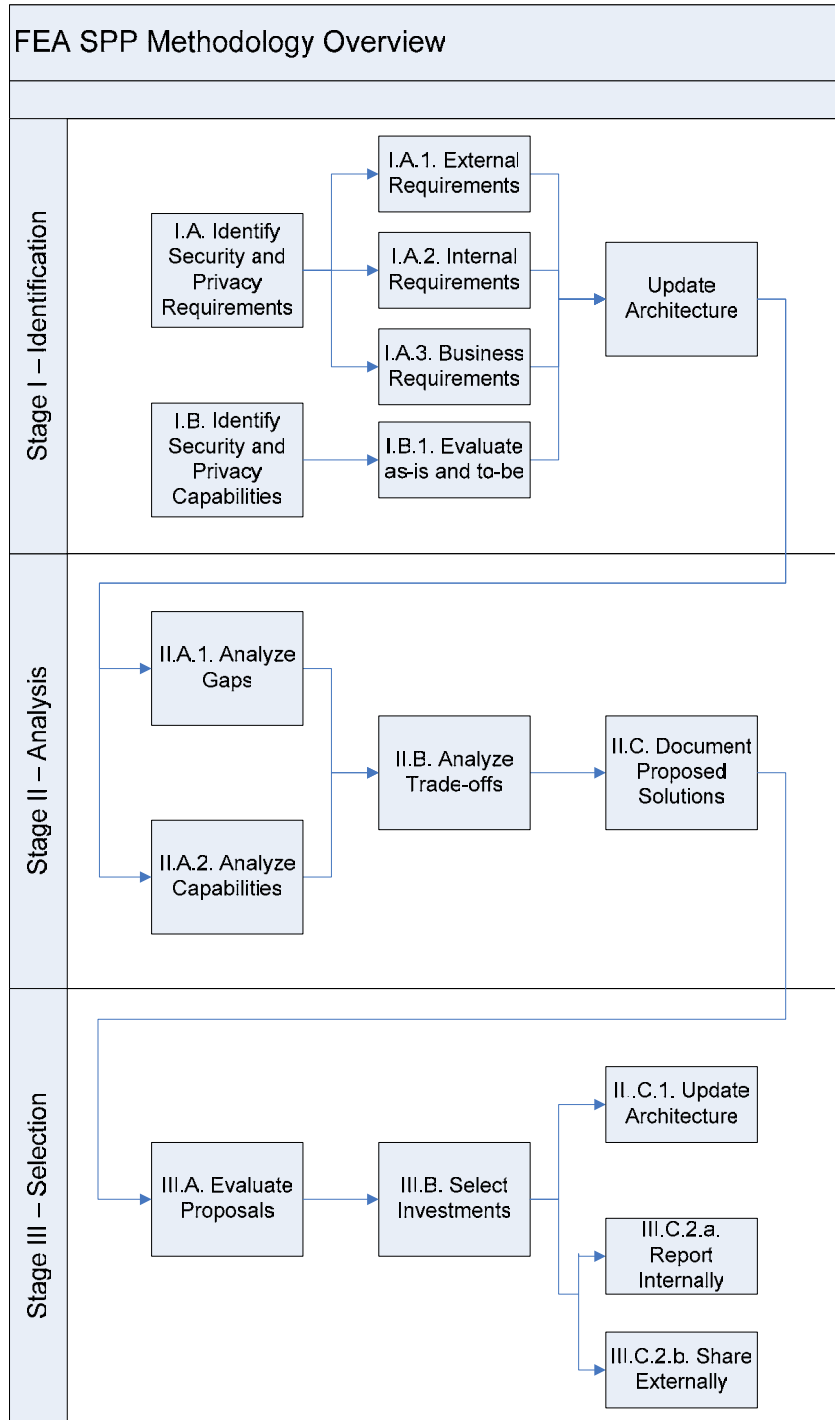 FEA SPP Methodology Overview
Stage I – Identification
I.A. Identify
Security and
Privacy
Requirements
I.A.1. External
Requirements
I.A.2. Internal
Requirements
I.A.3. Business
Requirements
Update
Architecture
I.B. Identify
Security and
Privacy
Capabilities
I.B.1. Evaluate
as-is and to-be
Stage II – Analysis
II.A.1. Analyze
Gaps
II.A.2. Analyze
Capabilities
II.B. Analyze
Trade-offs
II.C. Document
Proposed
Solutions
Stage III – Selection
III.A. Evaluate
Proposals
III.B. Select
Investments
II..C.1. Update
Architecture
III.C.2.a.
Report
Internally
III.C.2.b. Share
Externally